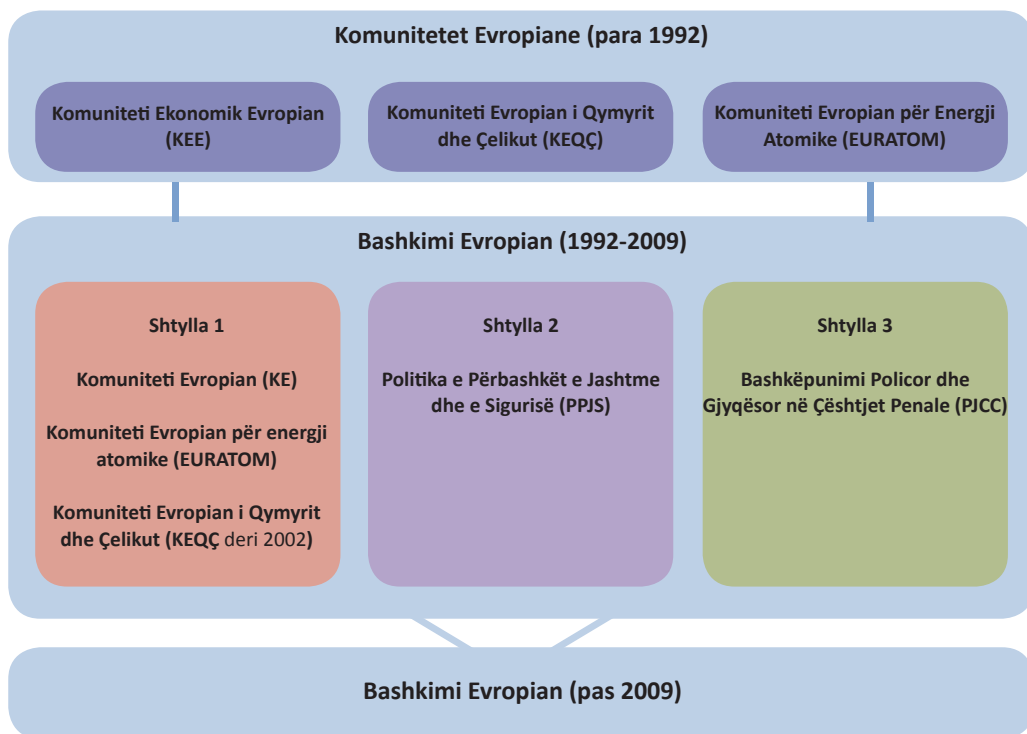 Komunitetet Evropiane (para 1992)
Komuniteti Ekonomik Evropian
(KEE)
Komuniteti Evropian i Qymyrit
dhe Çelikut (KEQÇ)
Komuniteti Evropian për Energji
Atomike (EURATOM)
Bashkimi Evropian (1992-2009)
Shtylla 1
Komuniteti Evropian (KE)
Komuniteti Evropian për energji
atomike (EURATOM)
Komuniteti Evropian i Qymyrit
dhe Çelikut (KEQÇ deri 2002)
Shtylla 2
Politika e Përbashkët e Jashtme
dhe e Sigurisë (PPJS)
Shtylla 3
Bashkëpunimi Policor dhe
Gjyqësor në Çështjet Penale (PJCC)
Bashkimi Evropian (pas 2009)